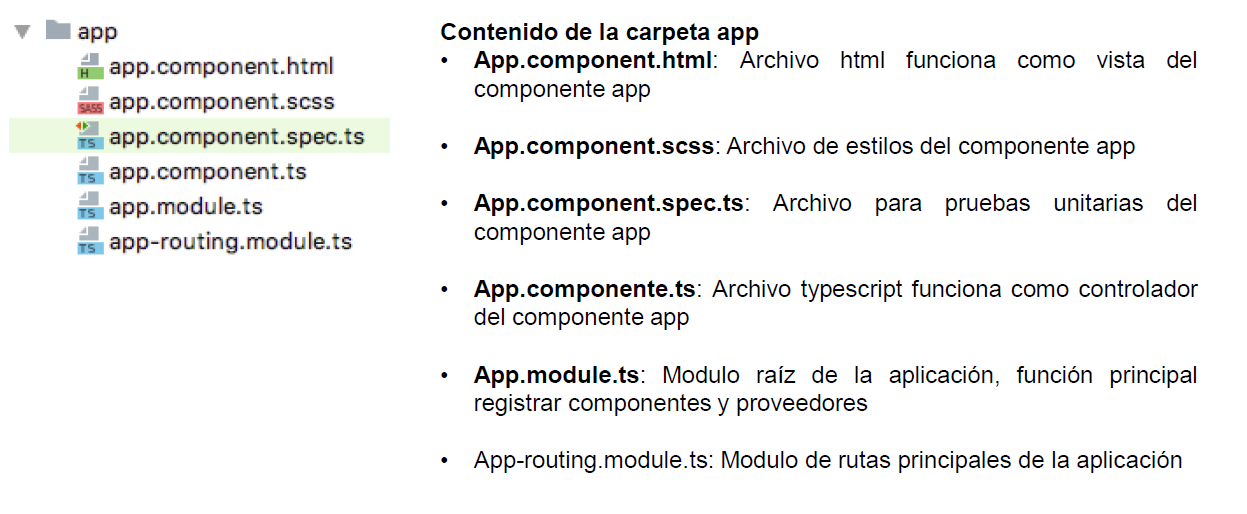 app
app.component.html
app.component.scss
app.component.spec.ts
app.component.ts
app.module.ts
app-routing.module.ts
H
SASS
TS
TS
TS
TS
Contenido de la carpeta app
• App.component.html: Archivo html funciona como vista del
componente app
• App.component.scss: Archivo de estilos del componente app
• App.component.spec.ts: Archivo para pruebas unitarias del
componente app
• App.componente.ts: Archivo typescript funciona como controlador
del componente app
• App.module.ts: Modulo raíz de la aplicación, función principal
registrar componentes y proveedores
• App-routing.module.ts: Modulo de rutas principales de la aplicación